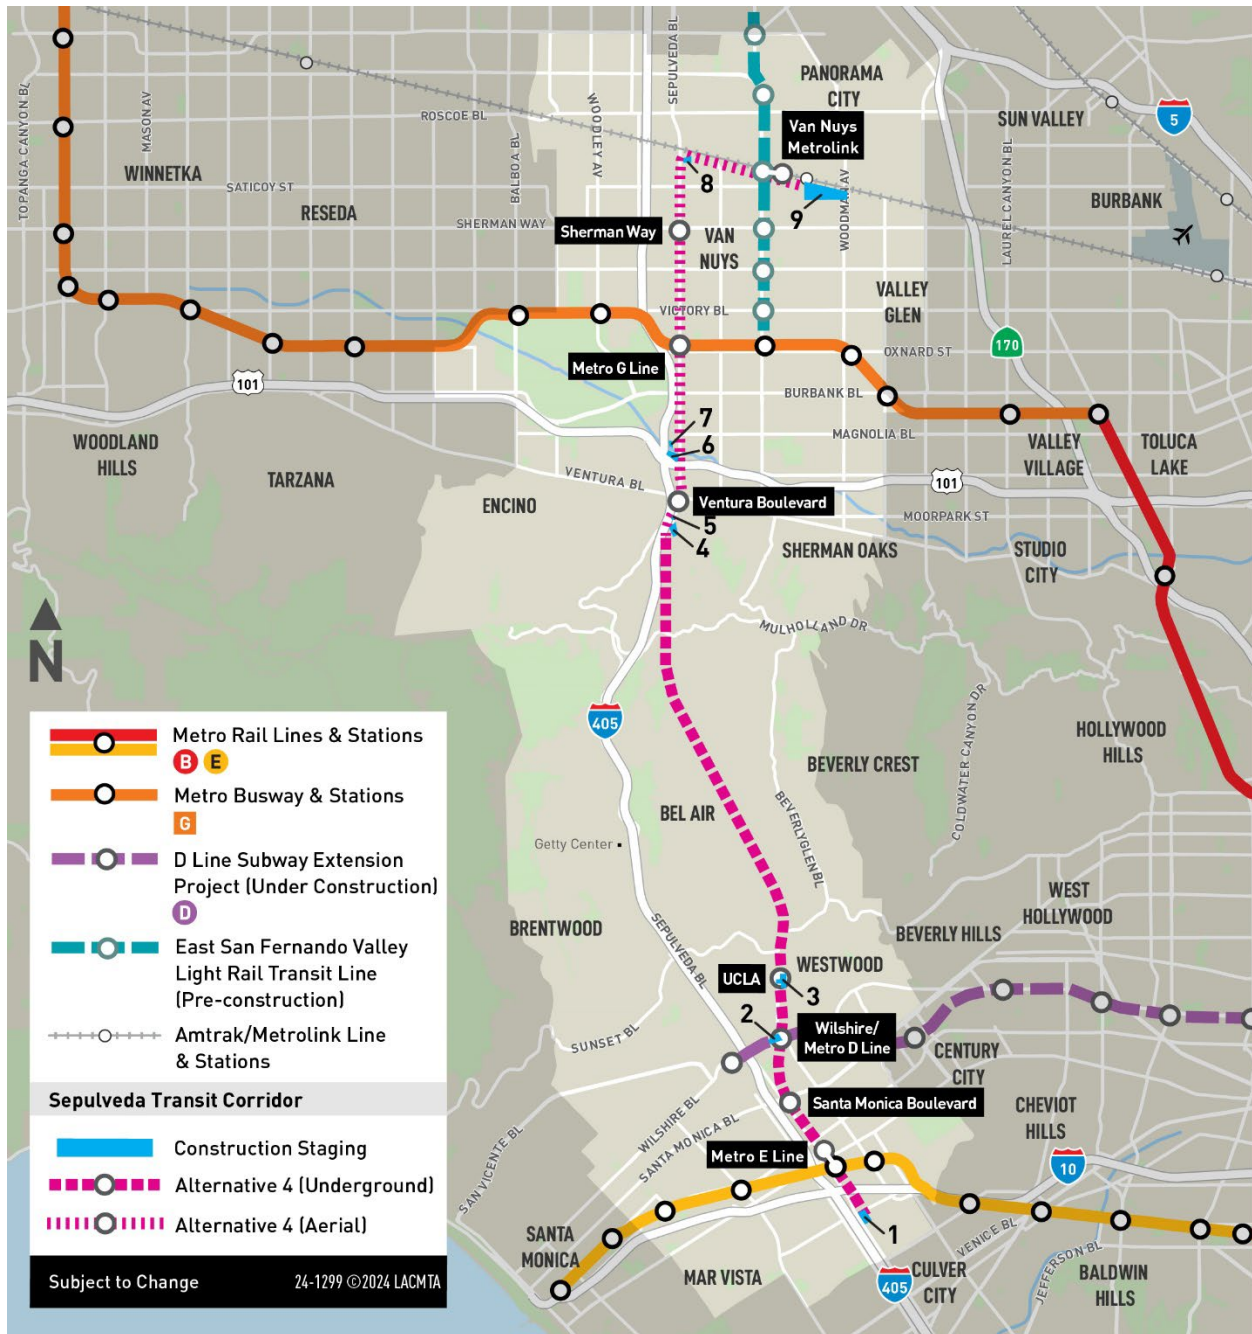 TOPANGA CANYON BL
MASON AV
WINNETKA
SATICOY ST
RESEDA
ROSCOE BL
BALBOA BL
SHERMAN WAY
WOODLEY AV
SEPULVEDA BL
PANORAMA
CITY
Van Nuys
Metrolink
SUN VALLEY
5
LAUREL CANYON BL
BURBANK
8
9
WOODMAN AV
Sherman Way
VAN
NUYS
VICTORY BL
VALLEY
GLEN
OXNARD ST
170
Metro G Line
BURBANK BL
MAGNOLIA BL
101
7
6
WOODLAND
HILLS
TARZANA
VENTURA BL
ENCINO
VALLEY
VILLAGE
TOLUCA
LAKE
101
Ventura Boulevard
MOORPARK ST
5
4
SHERMAN OAKS
STUDIO
CITY
MULHOLLAND DR
N
405
COLDWATER CANYON DR
HOLLYWOOD
HILLS
BEVERLY CREST
BEL AIR
BEVERLYGLEN BL
Getty Center
WEST
HOLLYWOOD
BRENTWOOD
SEPULVEDA BL
BEVERLY HILLS
UCLA
WESTWOOD
3
2
Wilshire/
Metro D Line
SUNSET BL
CENTURY
CITY
Santa Monica Boulevard
CHEVIOT
HILLS
WILSHIRE BL
SANTA MONICA BL
SAN VICENTE BL
Metro E Line
10
1
SANTA
MONICA
VENICE BL
JEFFERSON BL
MAR VISTA
405
CULVER
CITY
BALDWIN
HILLS
Metro Rail Lines & Stations
B E
Metro Busway & Stations
G
D Line Subway Extension
Project (Under Construction)
D
East San Fernando Valley
Light Rail Transit Line
(Pre-construction)
Amtrak/Metrolink Line
& Stations
Sepulveda Transit Corridor
Construction Staging
Alternative 4 (Underground)
Alternative 4 (Aerial)
Subject to Change 24-1299 ©2024 LACMTA